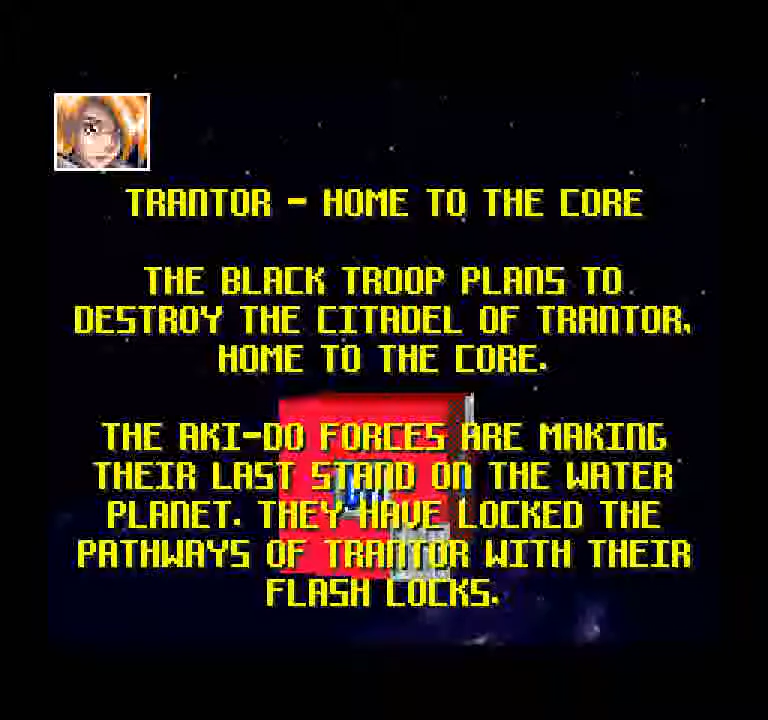 TRANTOR - HOME TO THE CORE
THE BLACK TROOP PLANS TO
DESTROY THE CITADEL OF TRANTOR,
HOME TO THE CORE.
THE AKI-DO FORCES ARE MAKING
THEIR LAST STAND ON THE WATER
PLANET. THEY HAVE LOCKED THE
PATHWAYS OF TRANTOR WITH THEIR
FLASH LOCKS.